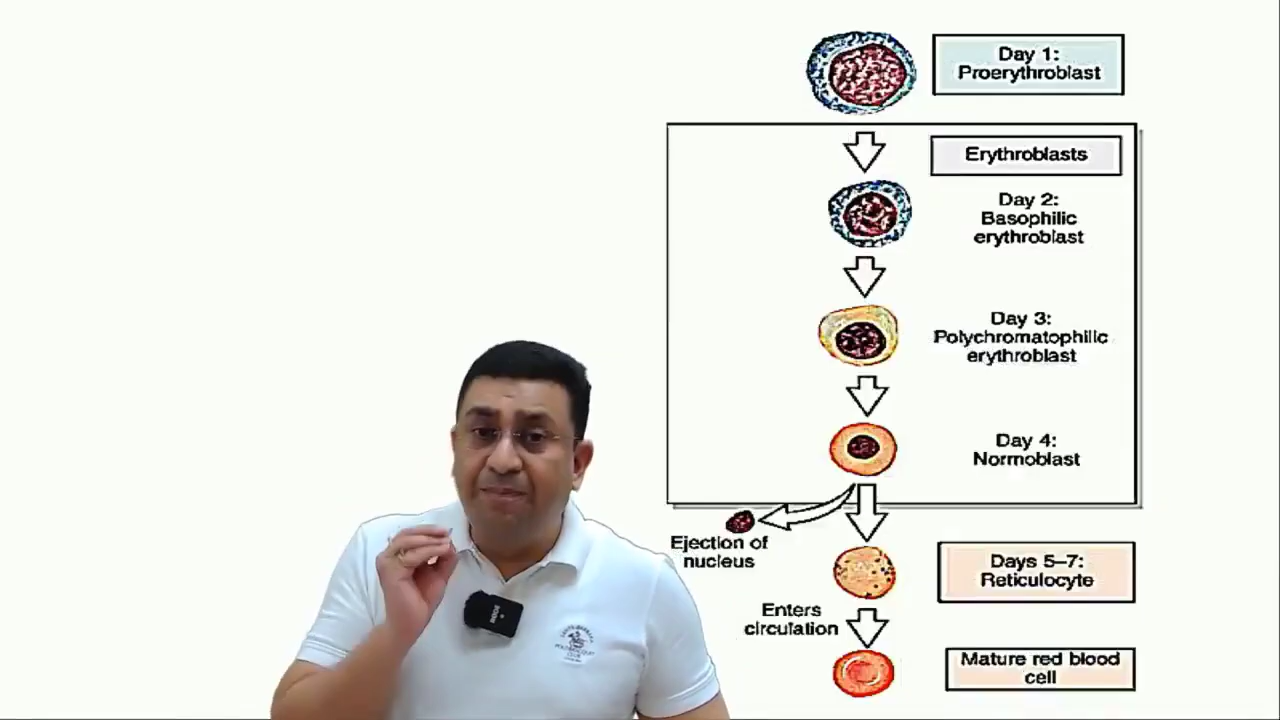 Day 1:
Proerythroblast
Erythroblasts
Day 2:
Basophilic
erythroblast
Day 3:
Polychromatophilic
erythroblast
Day 4:
Normoblast
Ejection of
nucleus
Days 5–7:
Reticulocyte
Enters
circulation
Mature red blood
cell